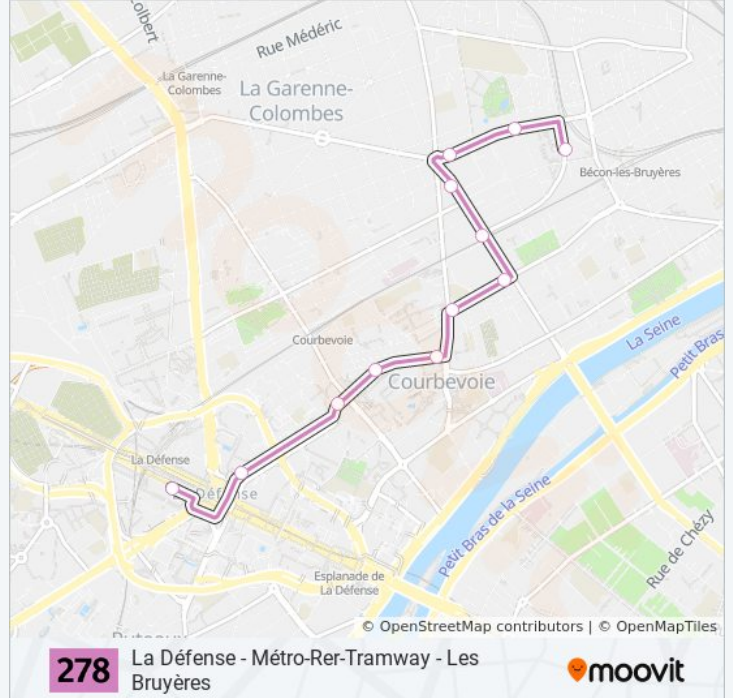 olbert
Rue Médéric
La Garenne-
Colombes
La Garenne-
Colombes
Bécon-les-Bruyères
La Seine
Petit Bras
Courbevoie
Courbevoie
La Défense
Défense
Petit Bras de la Seine
Rue de Chézy
Esplanade de
La Défense
Puteaux
© OpenStreetMap contributors | © OpenMapTiles
278
La Défense - Métro-Rer-Tramway - Les
Bruyères
moovit